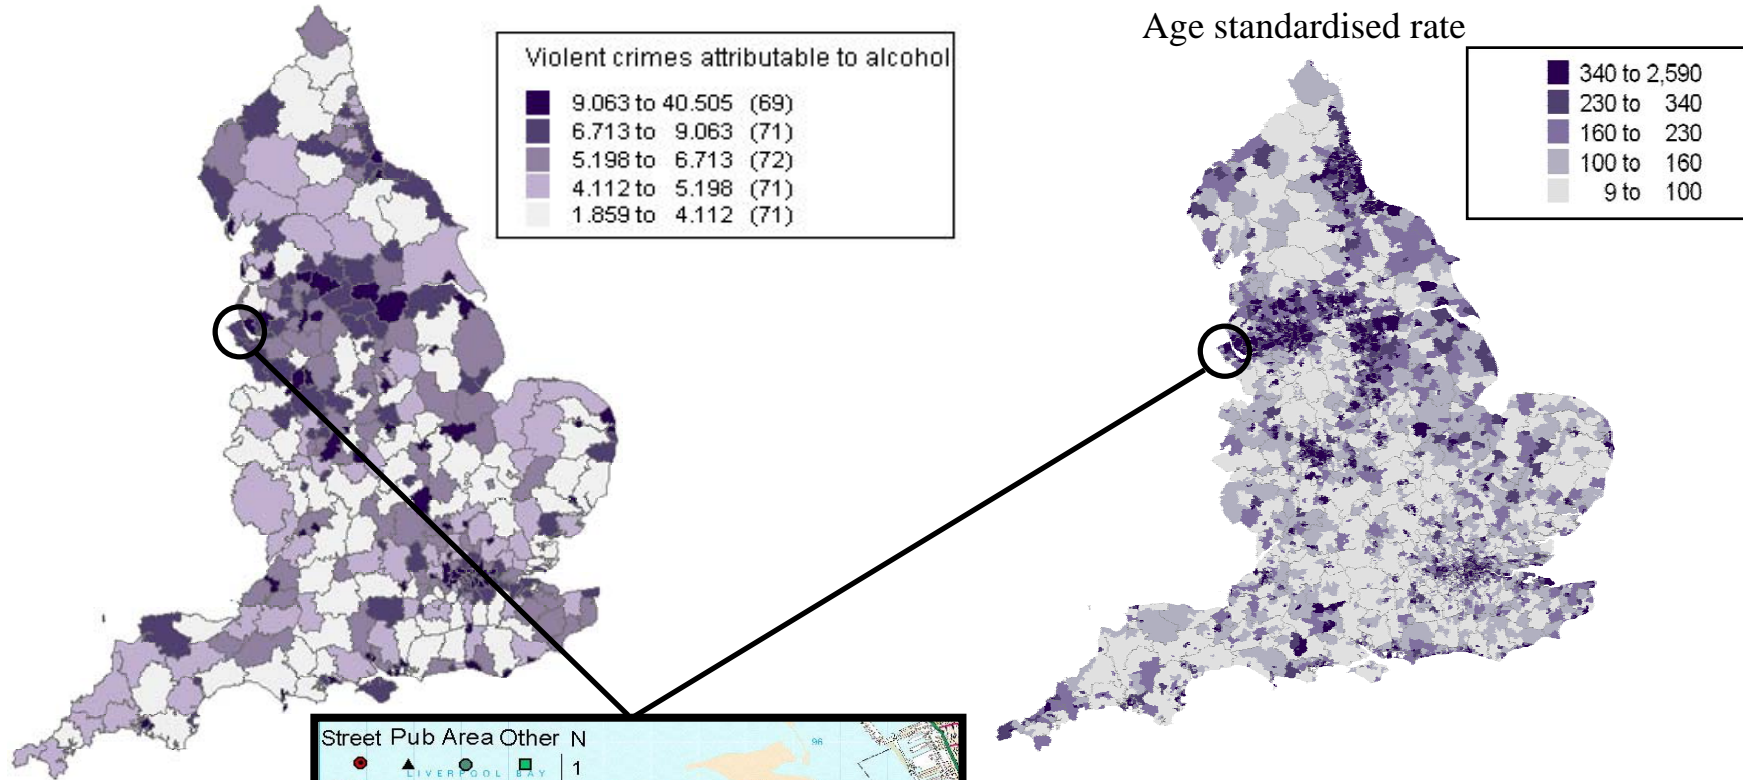 Age standardised rate
Violent crimes attributable to alcohol
9.063 to 40.505 (69)
6.713 to 9.063 (71)
5.198 to 6.713 (72)
4.112 to 5.198 (71)
1.859 to 4.112 (71)
340 to 2,590
230 to 340
160 to 230
100 to 160
9 to 100
Street Pub Area Other N
1
LIVERPOOL BAY
96